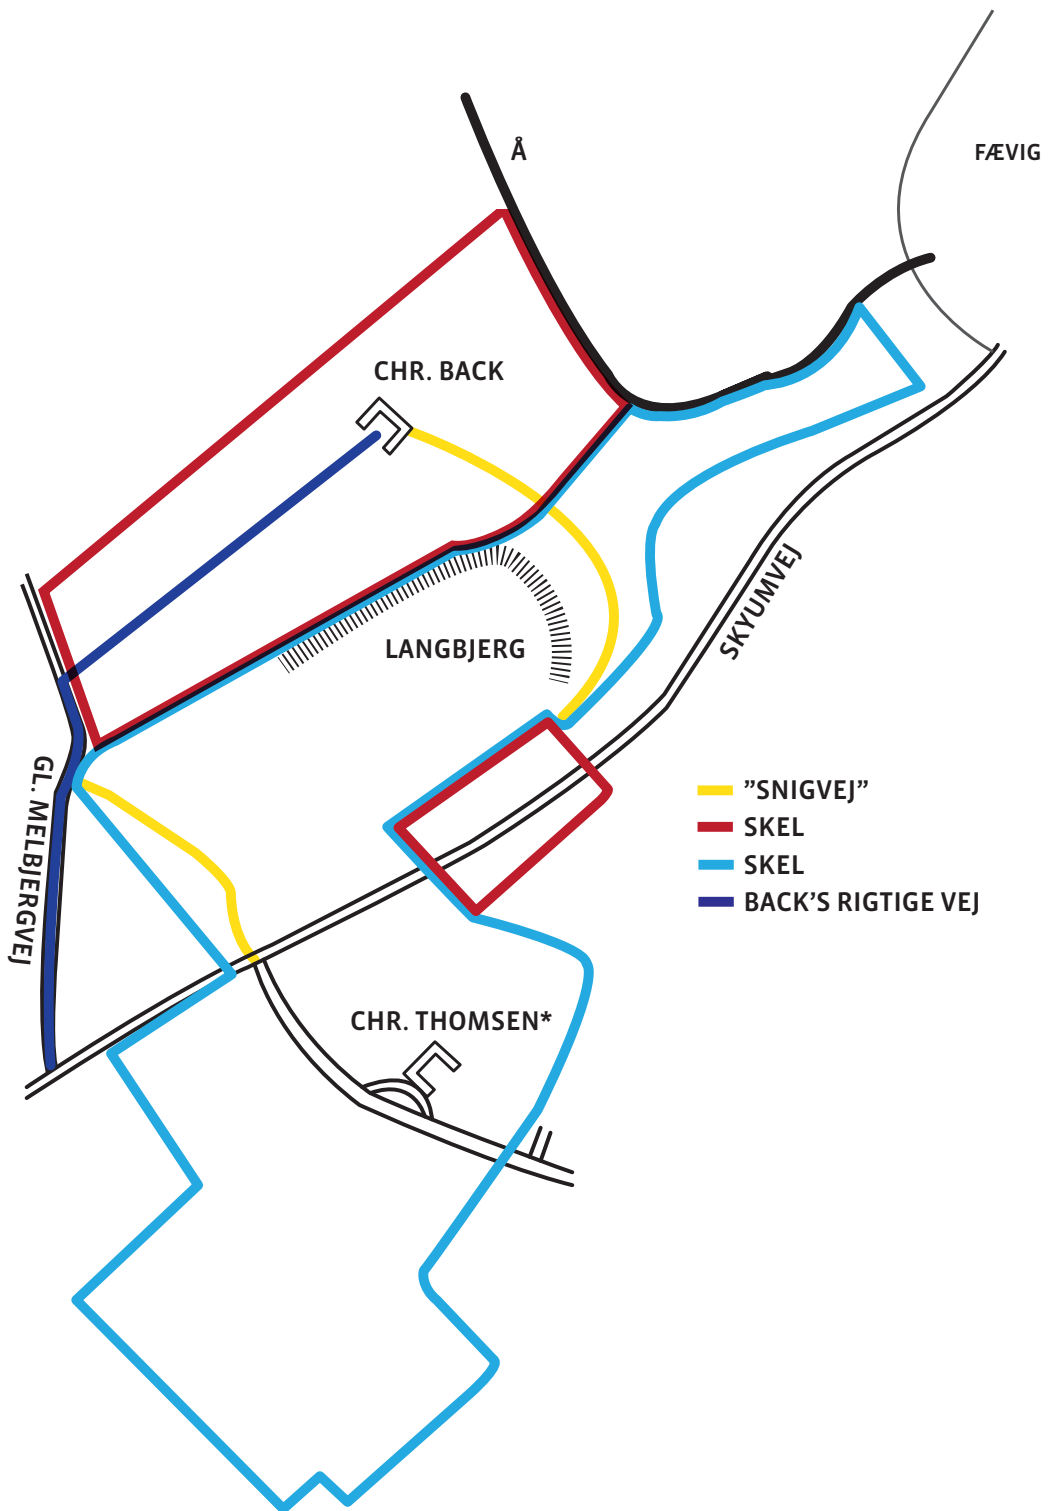 Å
FÆVIG
CHR. BACK
LANGBJERG
SKYUMVEJ
GL. MELBJERGVEJ
"SNIGVEJ"
SKEL
SKEL
BACK'S RIGTIGE VEJ
CHR. THOMSEN*